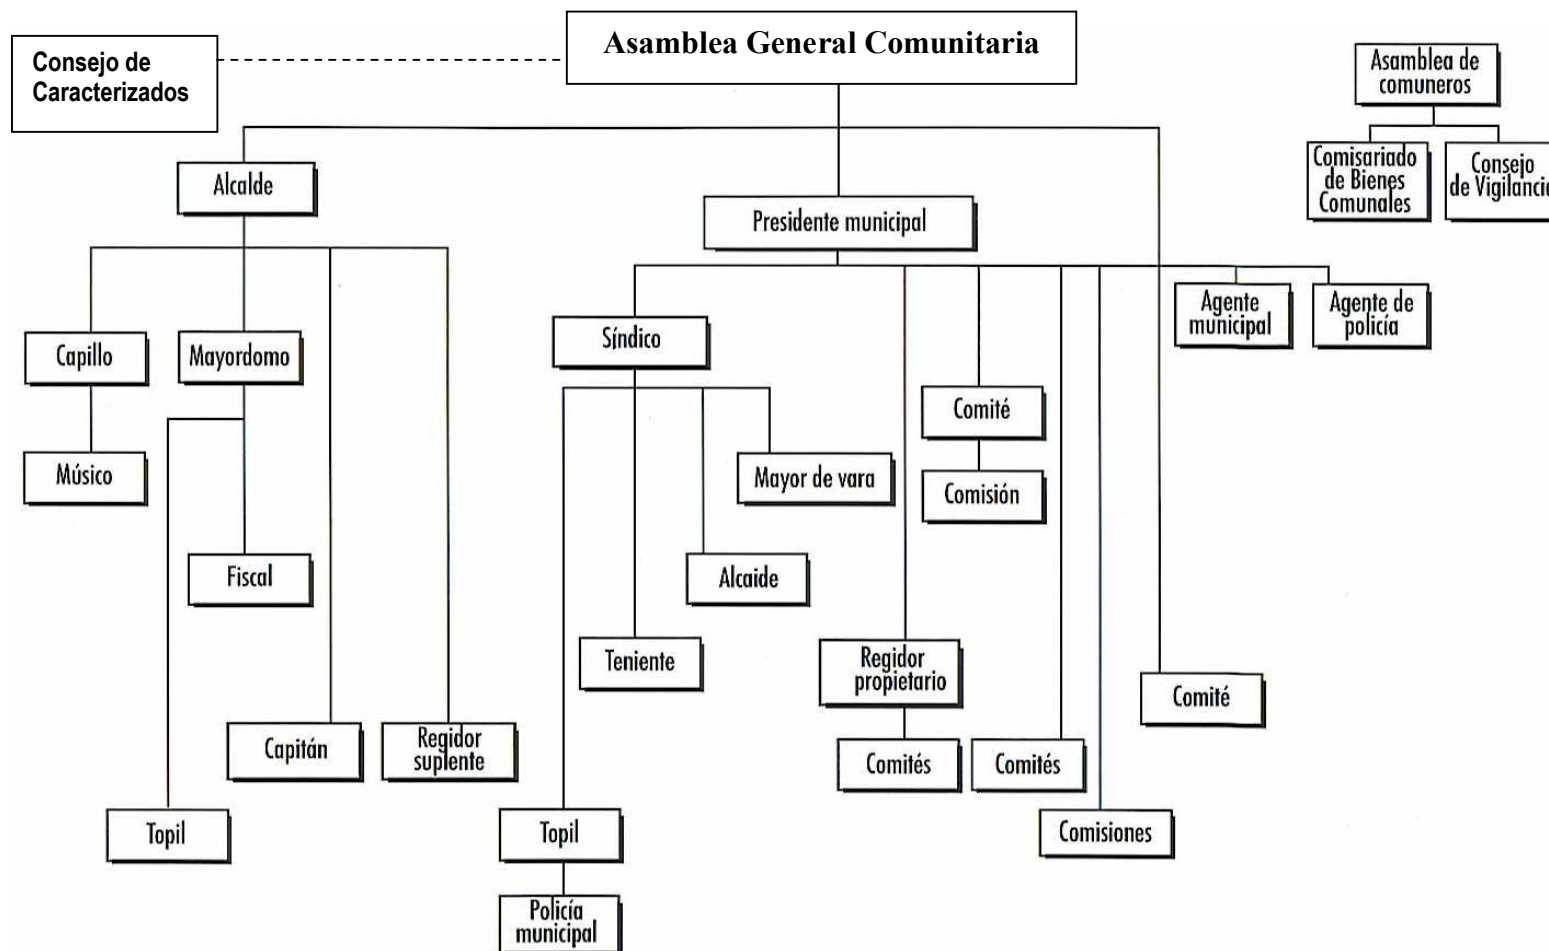 Asamblea General Comunitaria
Consejo de
Caracterizados
Asamblea de
comuneros
Comisariado
de Bienes
Comunales
Consejo
de Vigilancia
Alcalde
Presidente municipal
Agente
municipal
Agente de
policía
Síndico
Capillo
Mayordomo
Comité
Músico
Mayor de vara
Comisión
Fiscal
Alcaide
Teniente
Regidor
propietario
Comité
Capitán
Regidor
suplente
Comités
Comités
Topil
Topil
Comisiones
Policía
municipal